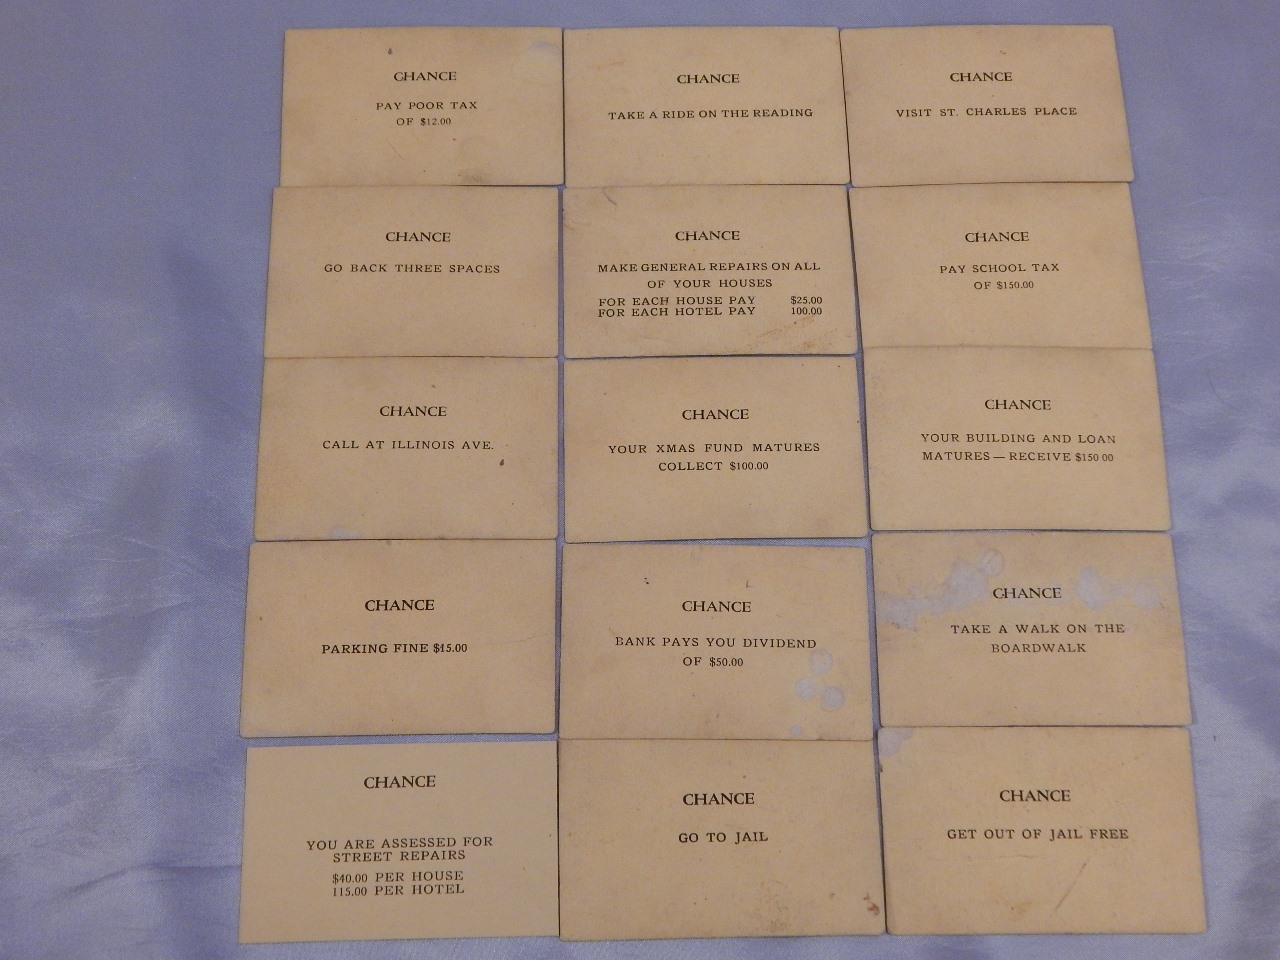 CHANCE
PAY POOR TAX
OF $12.00
CHANCE
TAKE A RIDE ON THE READING
CHANCE
VISIT ST. CHARLES PLACE
CHANCE
GO BACK THREE SPACES
CHANCE
MAKE GENERAL REPAIRS ON ALL
OF YOUR HOUSES
FOR EACH HOUSE PAY $25.00
FOR EACH HOTEL PAY 100.00
CHANCE
PAY SCHOOL TAX
OF $150.00
CHANCE
CALL AT ILLINOIS AVE.
CHANCE
YOUR XMAS FUND MATURES
COLLECT $100.00
CHANCE
YOUR BUILDING AND LOAN
MATURES — RECEIVE $150 00
CHANCE
PARKING FINE $15.00
CHANCE
BANK PAYS YOU DIVIDEND
OF $50.00
CHANCE
TAKE A WALK ON THE
BOARDWALK
CHANCE
YOU ARE ASSESSED FOR
STREET REPAIRS
$40.00 PER HOUSE
115.00 PER HOTEL
CHANCE
GO TO JAIL
CHANCE
GET OUT OF JAIL FREE